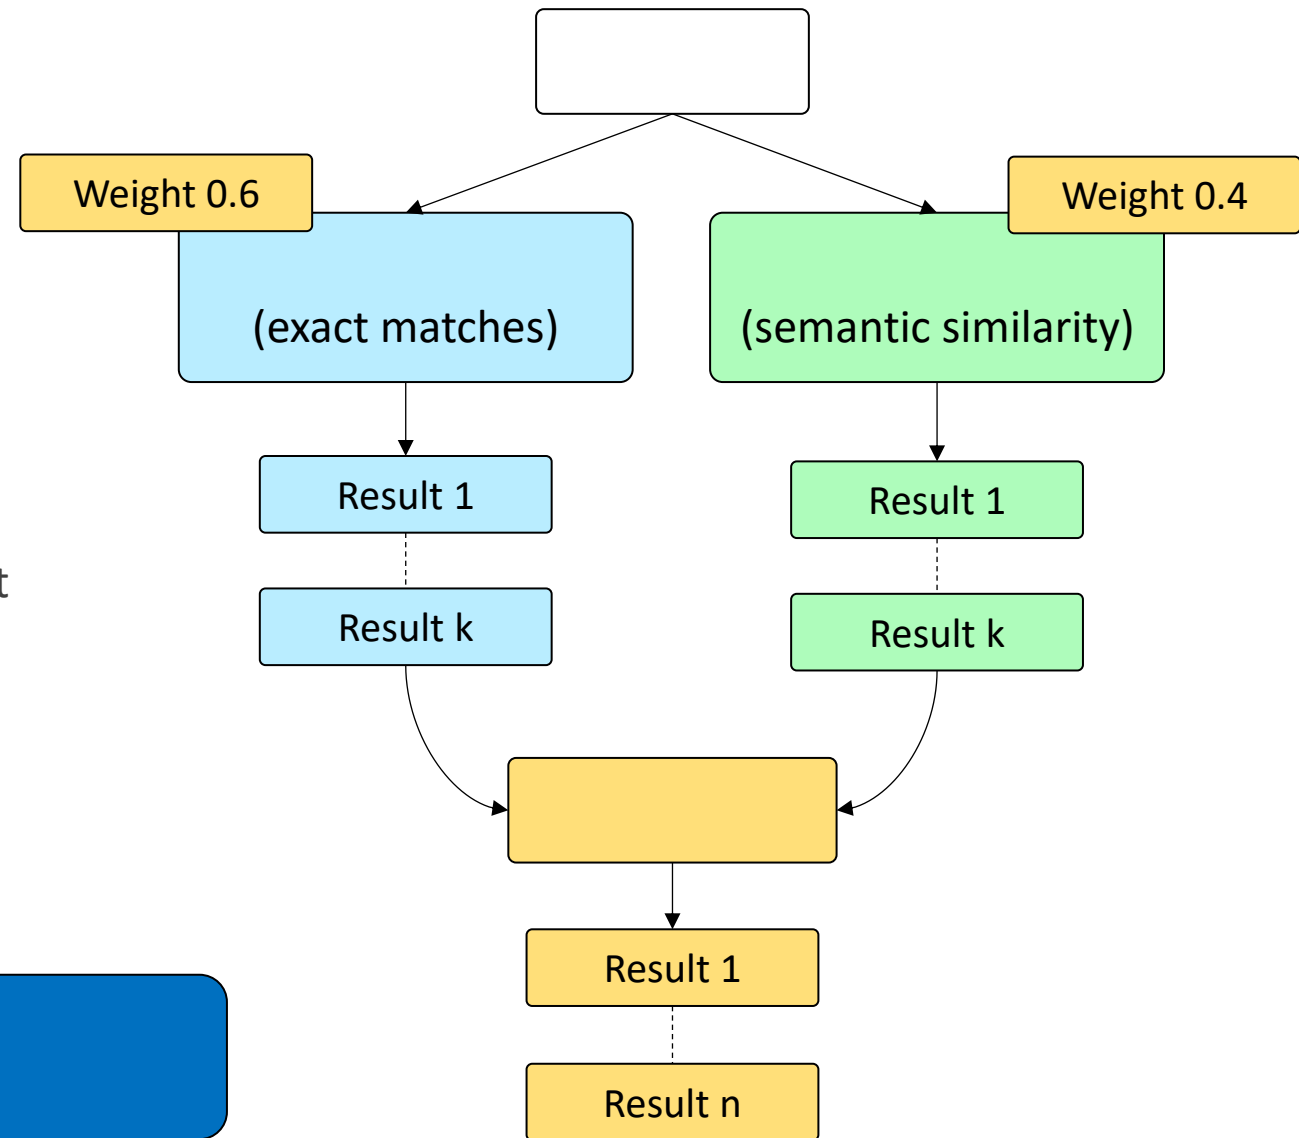 Weight 0.6
Weight 0.4
(exact matches)
(semantic similarity)
Result 1
Result 1
t
Result k
Result k
Result 1
Result n